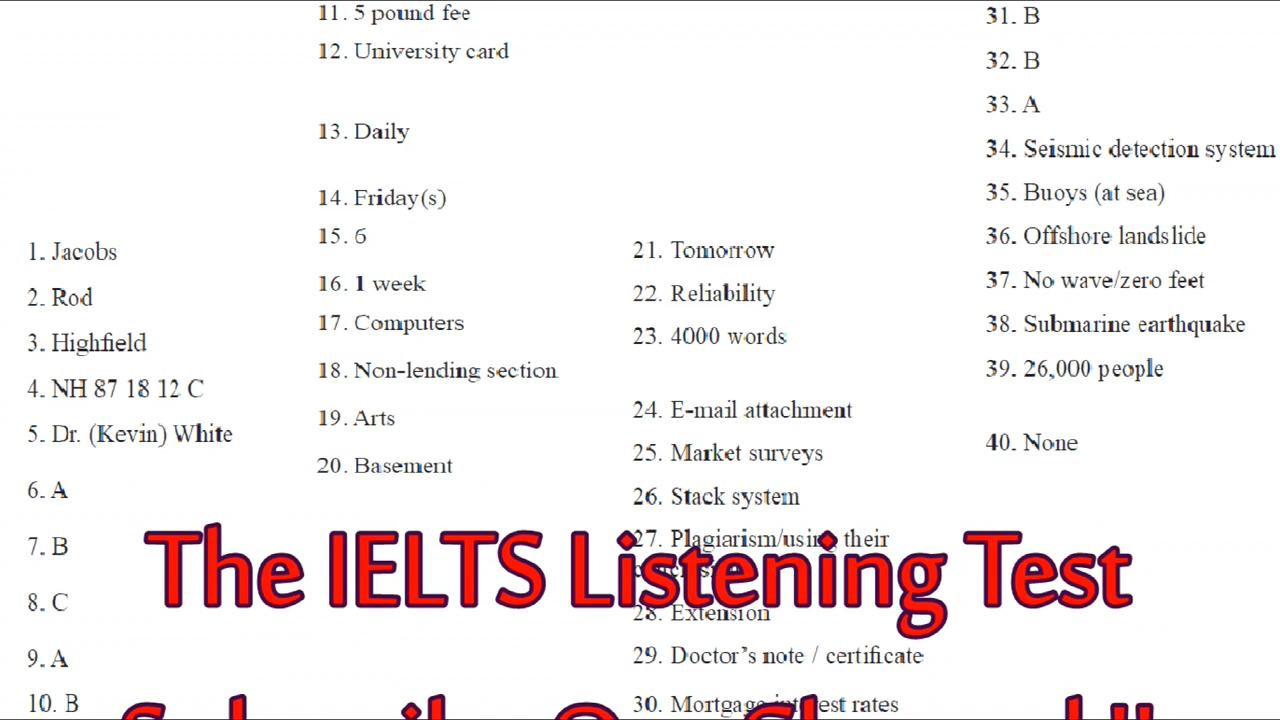 1. Jacobs
2. Rod
3. Highfield
4. NH 87 18 12 C
5. Dr. (Kevin) White
6. A
7. B
8. C
9. A
10. B
11. 5 pound fee
12. University card
13. Daily
14. Friday(s)
15. 6
16. 1 week
17. Computers
18. Non-lending section
19. Arts
20. Basement
21. Tomorrow
22. Reliability
23. 4000 words
24. E-mail attachment
25. Market surveys
26. Stack system
27. Plagiarism/using their
28. Extension
29. Doctor's note / certificate
30. Mortgage interest rates
31. B
32. B
33. A
34. Seismic detection system
35. Buoys (at sea)
36. Offshore landslide
37. No wave/zero feet
38. Submarine earthquake
39. 26,000 people
40. None
The IELTS Listening Test